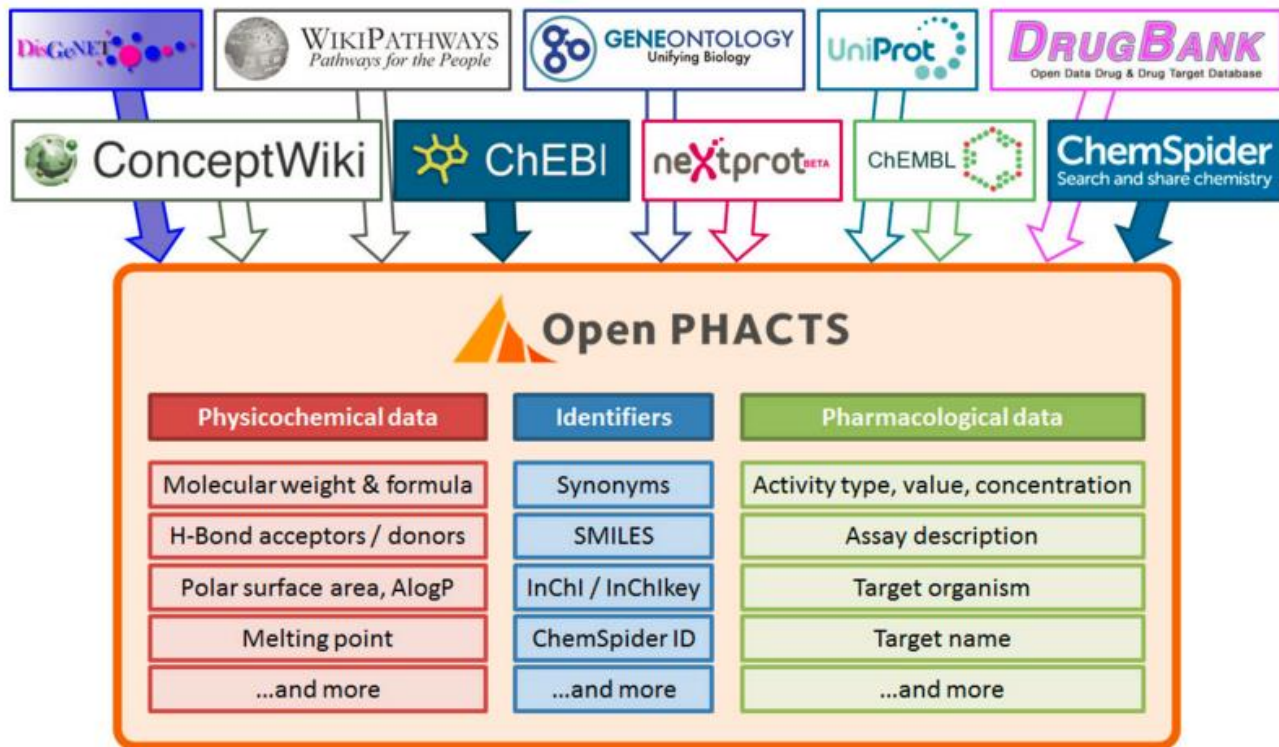 DisGeNET
WIKIPATHWAYS
Pathways for the People
go
GENEONTOLOGY
Unifying Biology
UniProt
DRUGBANK
Open Data Drug & Drug Target Database
ConceptWiki
ChEBI
neXtprot BETA
ChEMBL
ChemSpider
Search and share chemistry
Open PHACTS
Physicochemical data
Molecular weight & formula
H-Bond acceptors / donors
Polar surface area, AlogP
Melting point
...and more
Identifiers
Synonyms
SMILES
InChI / InChIkey
ChemSpider ID
...and more
Pharmacological data
Activity type, value, concentration
Assay description
Target organism
Target name
...and more